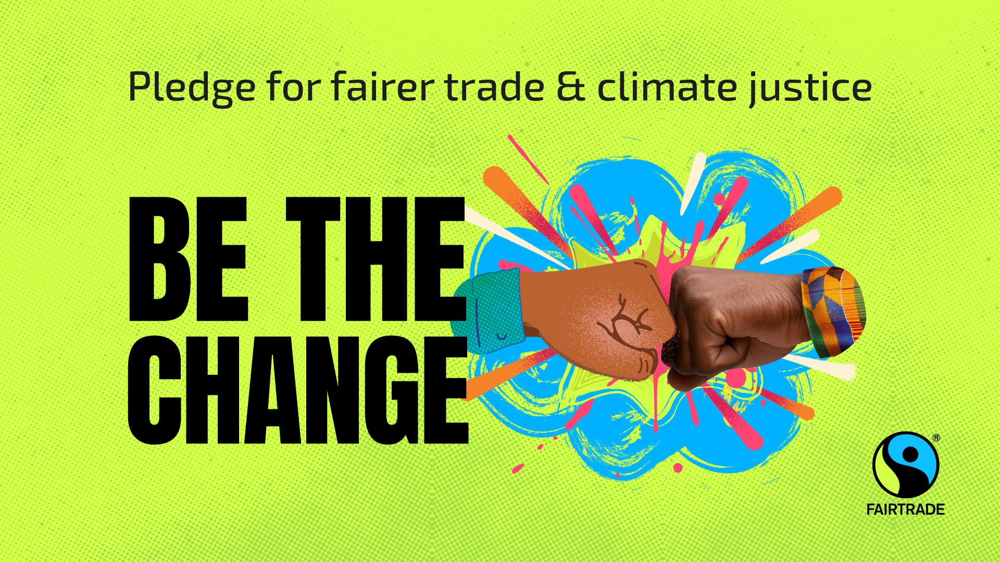 Pledge for fairer trade & climate justice
BE THE
CHANGE
®
FAIRTRADE